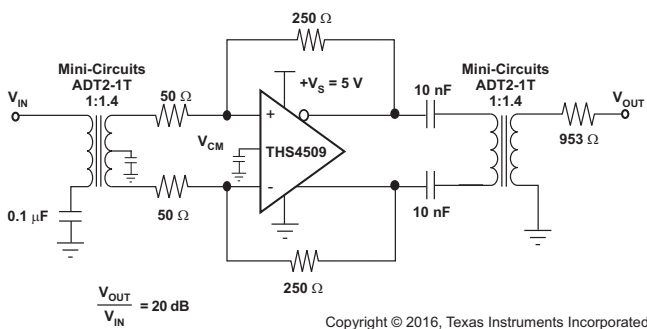 250 Ω
Mini-Circuits
ADT2-1T
1:1.4
V_IN
50 Ω
+V_S = 5 V
10 nF
Mini-Circuits
ADT2-1T
1:1.4
V_OUT
953 Ω
V_CM
+
THS4509
-
0.1 μF
50 Ω
10 nF
250 Ω
V_OUT
V_IN
= 20 dB
Copyright © 2016, Texas Instruments Incorporated